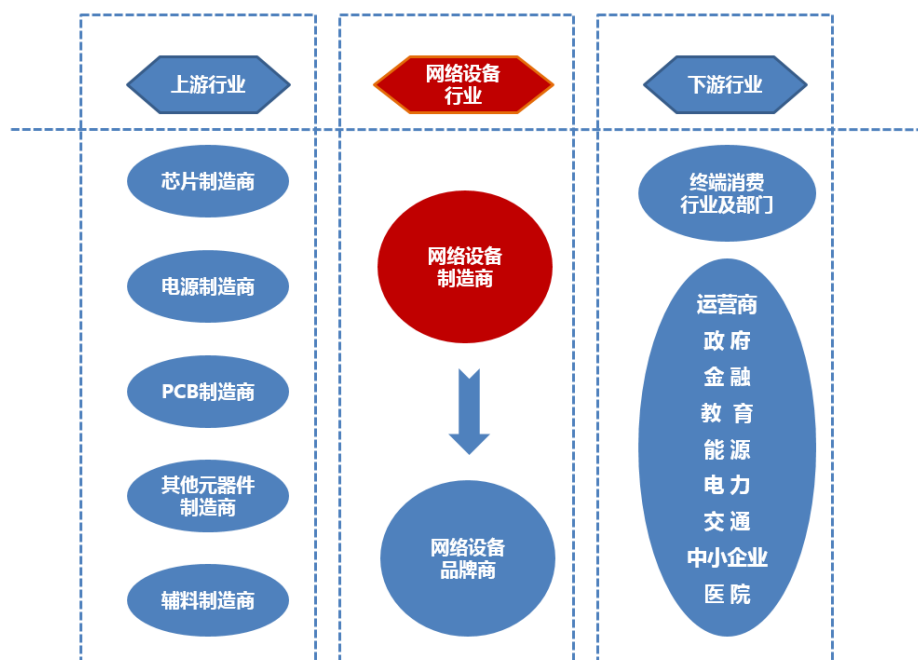 上游行业
网络设备
行业
下游行业
芯片制造商
电源制造商
PCB制造商
其他元器件
制造商
辅料制造商
网络设备
制造商
网络设备
品牌商
终端消费
行业及部门
运营商
政 府
金 融
教 育
能 源
电 力
交 通
中小企业
医 院